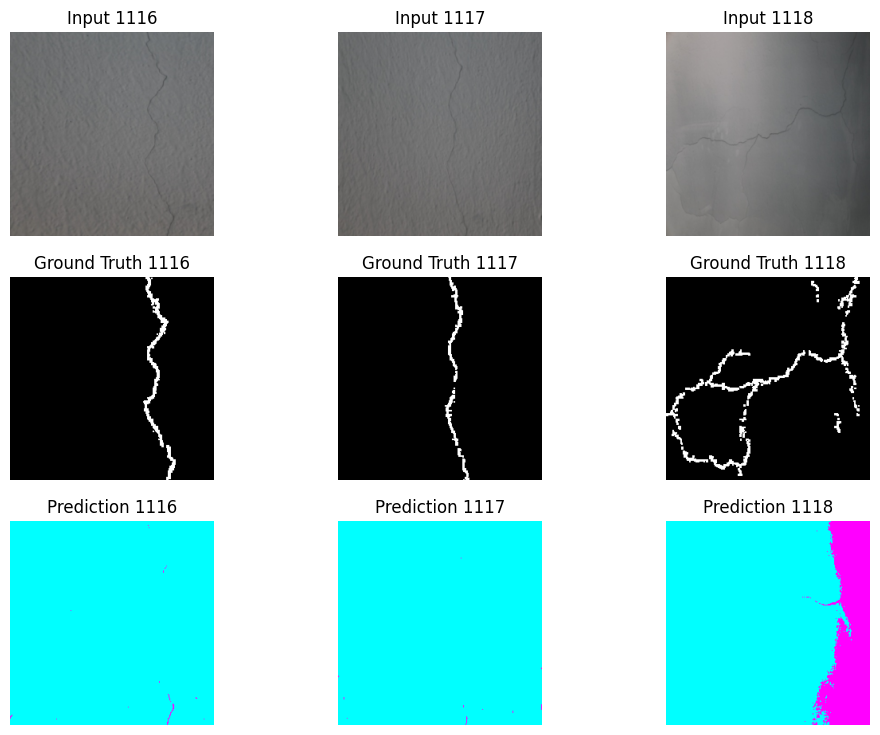 Input 1116
Input 1117
Input 1118
Ground Truth 1116
Ground Truth 1117
Ground Truth 1118
Prediction 1116
Prediction 1117
Prediction 1118